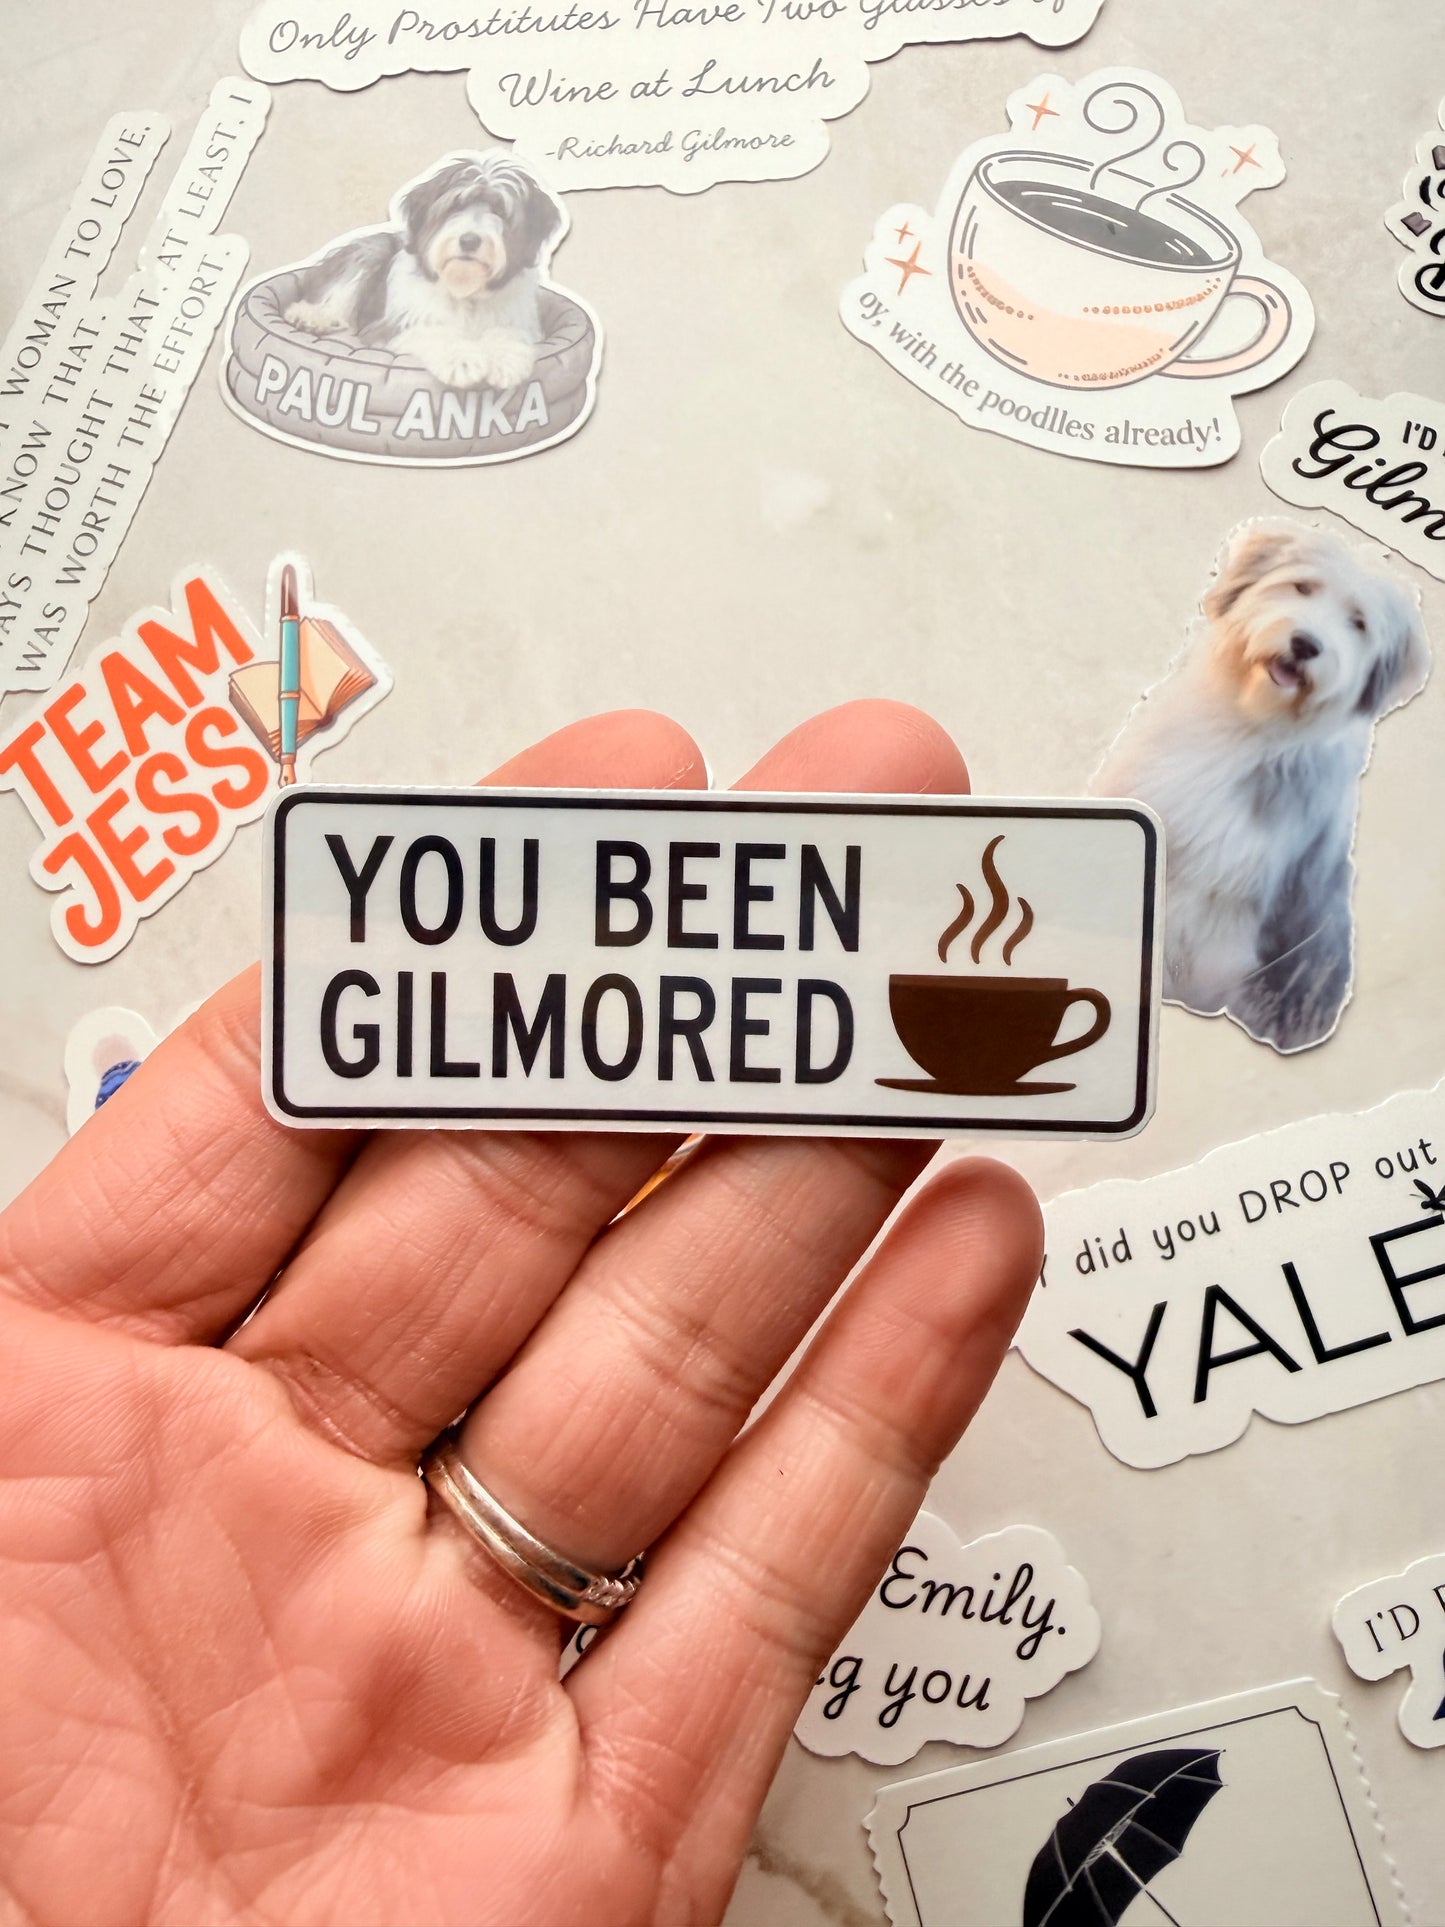 Only Prostitutes Have Two Glasses of
Wine at Lunch
-Richard Gilmore
WOMAN TO LOVE.
KNOW THAT.
THOUGHT THAT. AT LEAST. I
WAS WORTH THE EFFORT.
PAUL ANKA
oy, with the poodlles already!
I'D
Gilm
TEAM
JESS
YOU BEEN
GILMORED
did you DROP out
YALE
Emily.
you
I'D